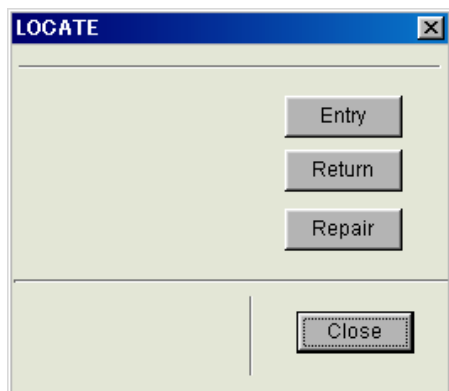 LOCATE
Entry
Return
Repair
Close